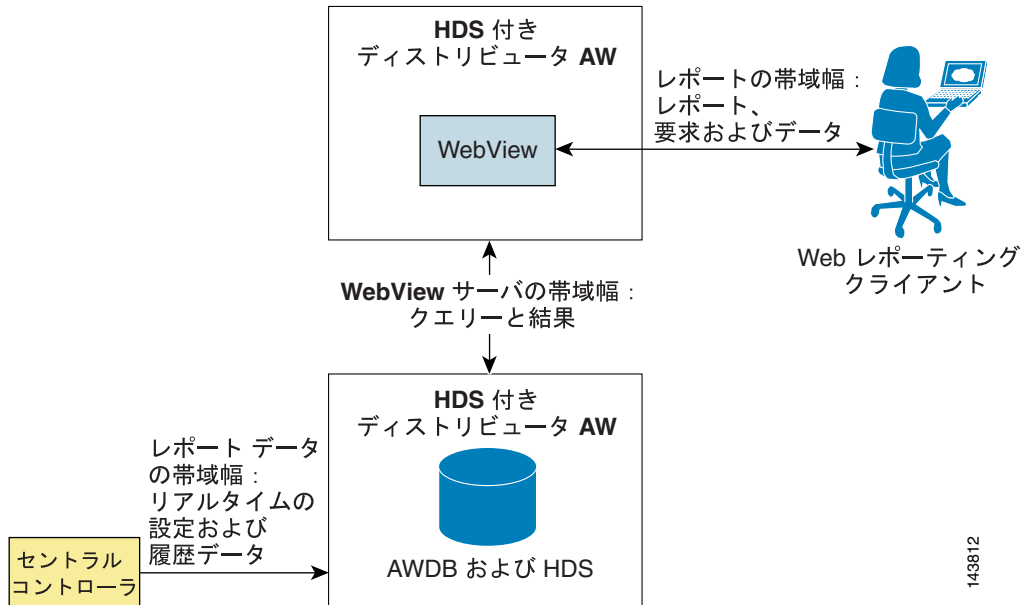 HDS 付き
ディストリビュータ AW
WebView
レポートの帯域幅：
レポート、
要求およびデータ
Web レポーティング
クライアント
WebView サーバの帯域幅：
クエリーと結果
HDS 付き
ディストリビュータ AW
AWDB および HDS
レポート データ
の帯域幅：
リアルタイムの
設定および
履歴データ
セントラル
コントローラ
143812